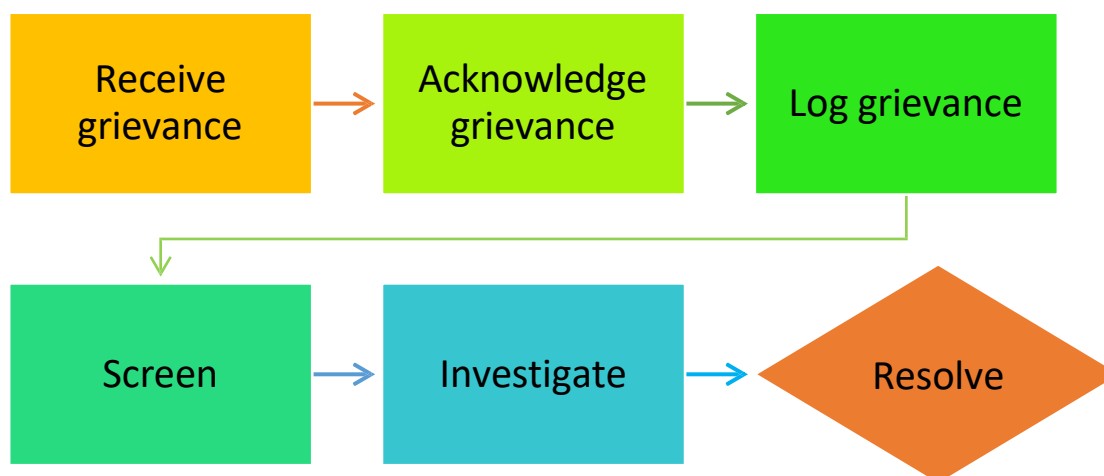 Receive
grievance
Acknowledge
grievance
Log grievance
Screen
Investigate
Resolve